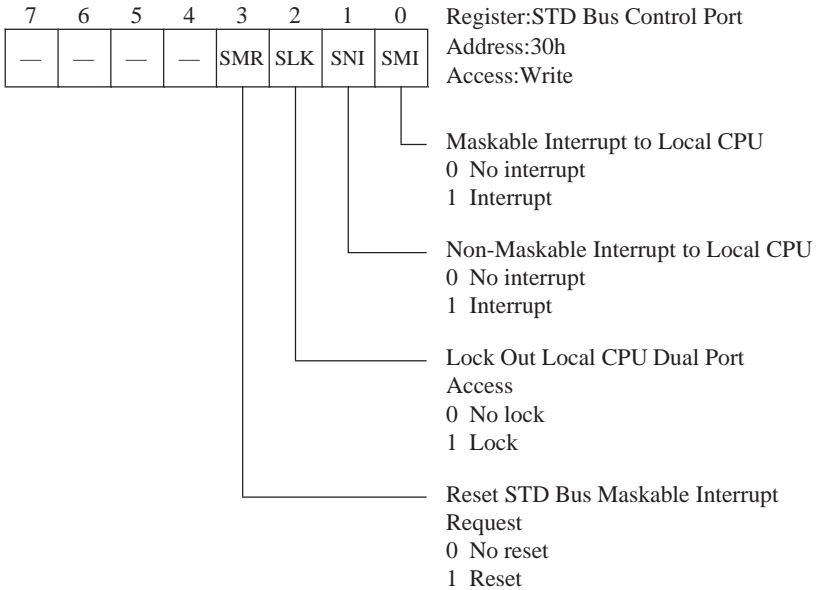 7 6 5 4 3 2 1 0
— — — — SMR SLK SNI SMI
Register:STD Bus Control Port
Address:30h
Access:Write
Maskable Interrupt to Local CPU
0 No interrupt
1 Interrupt
Non-Maskable Interrupt to Local CPU
0 No interrupt
1 Interrupt
Lock Out Local CPU Dual Port
Access
0 No lock
1 Lock
Reset STD Bus Maskable Interrupt
Request
0 No reset
1 Reset